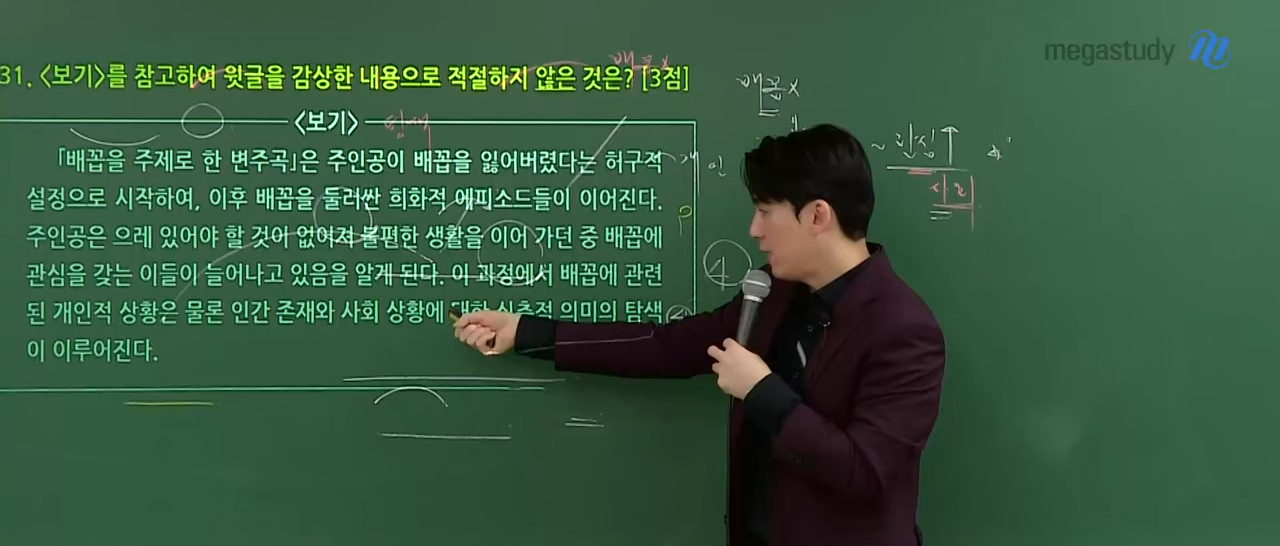 megastudy
31. <보기>를 참고하여 윗글을 감상한 내용으로 적절하지 않은 것은? [3점]
<보기>
「배꼽을 주제로 한 변주곡」은 주인공이 배꼽을 잃어버렸다는 허구적
설정으로 시작하여, 이후 배꼽을 둘러싼 희화적 에피소드들이 이어진다.
주인공은 으레 있어야 할 것이 없어져 불편한 생활을 이어 가던 중 배꼽에
관심을 갖는 이들이 늘어나고 있음을 알게 된다. 이 과정에서 배꼽에 관련
된 개인적 상황은 물론 인간 존재와 사회 상황에 대한 심층적 의미의 탐색
이 이루어진다.
④